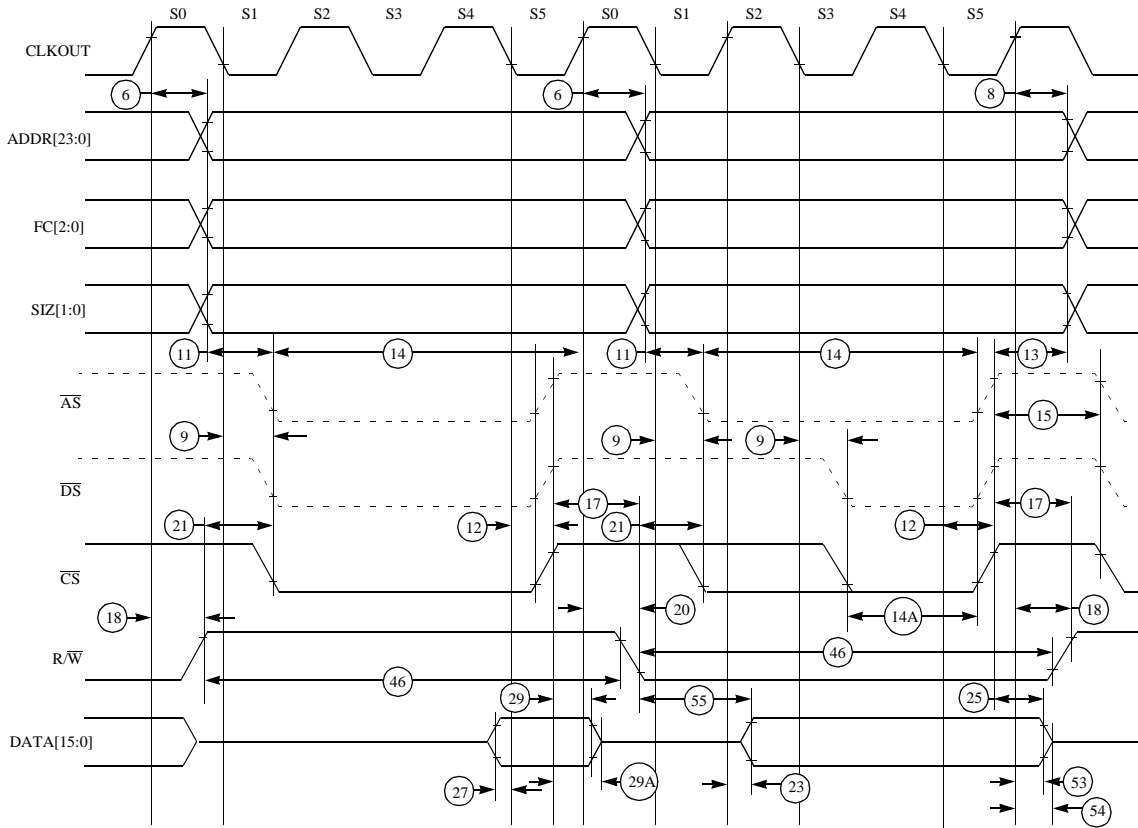 S0 S1 S2 S3 S4 S5 S0 S1 S2 S3 S4 S5
CLKOUT
6 6 8
ADDR[23:0]
FC[2:0]
SIZ[1:0]
11 14 11 14 13
AS
15
9 9 9
DS
17 17
21 12 21 12
CS
18 20 14A 18
R/W
46 46
29 55 25
DATA[15:0]
27 29A 23 53
54